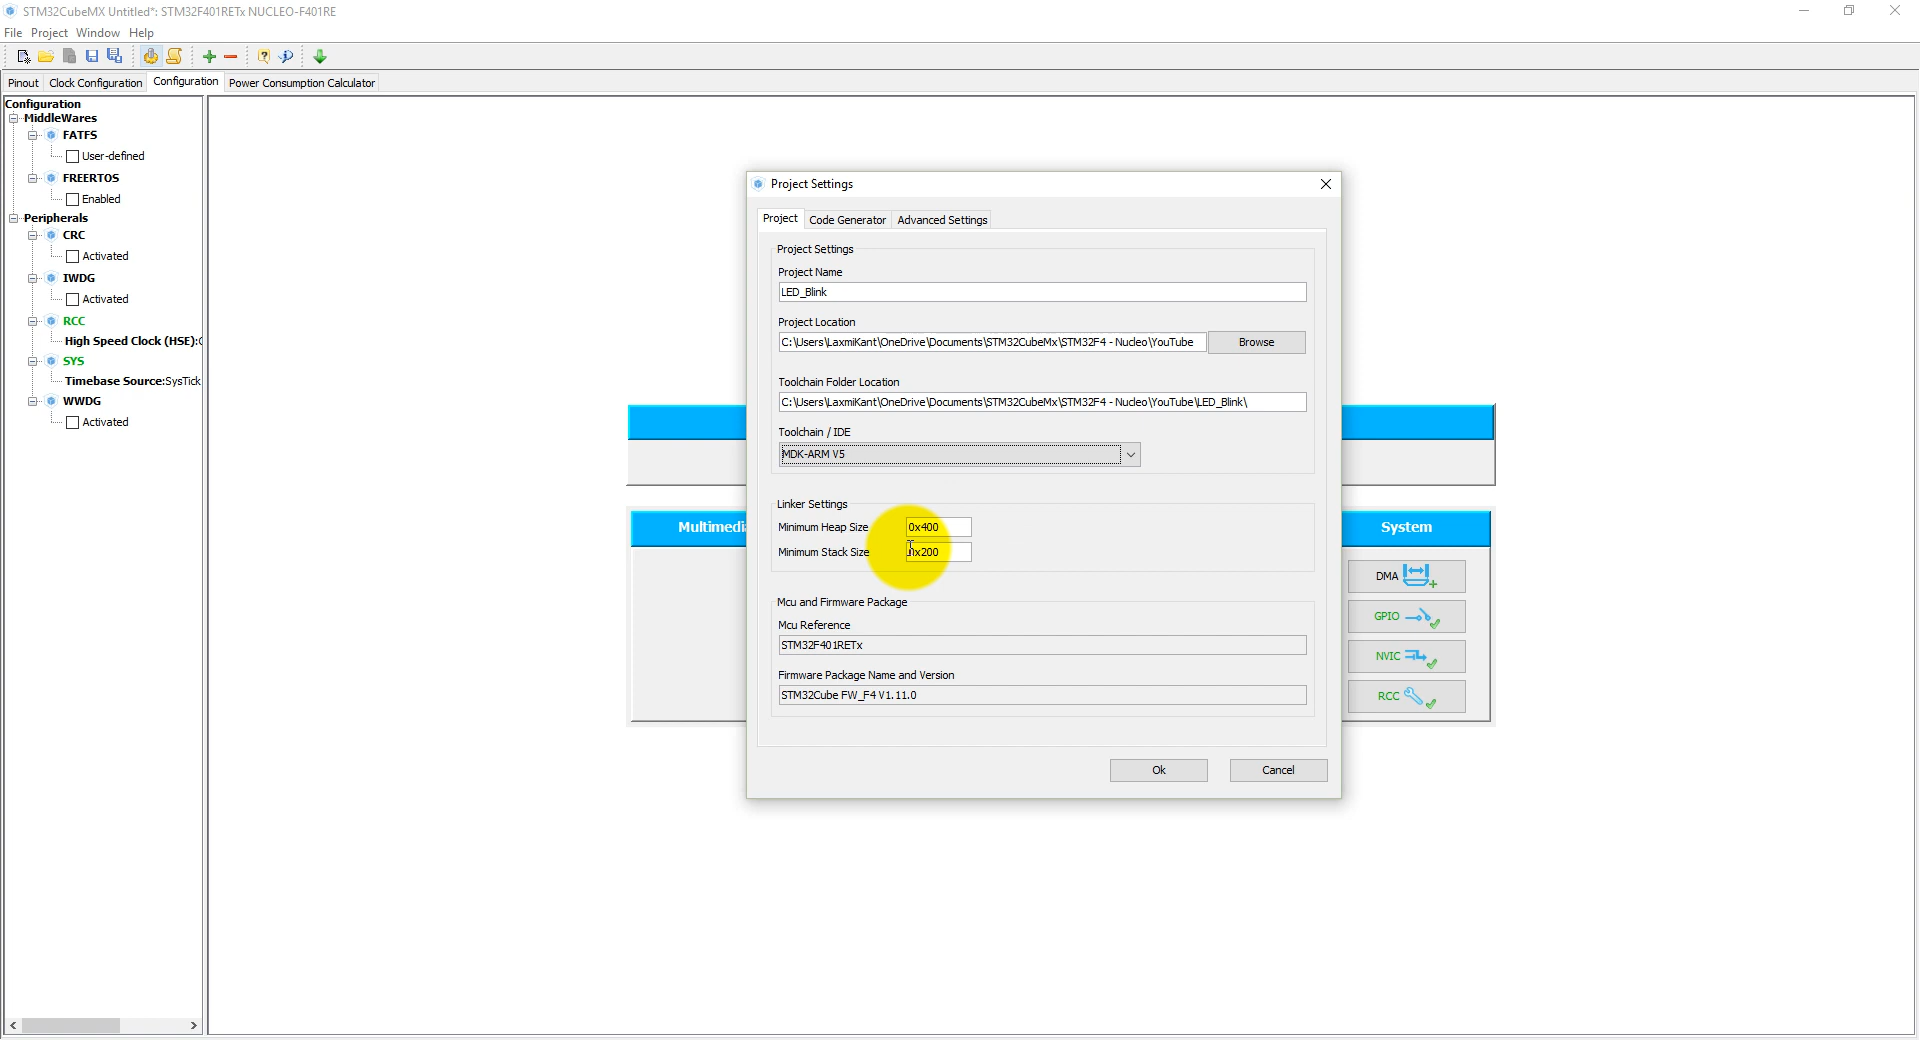 STM32CubeMX Untitled*: STM32F401RETx NUCLEO-F401RE
File Project Window Help
Pinout Clock Configuration Configuration Power Consumption Calculator
Configuration
MiddleWares
FATFS
User-defined
FREERTOS
Enabled
Peripherals
CRC
Activated
IWDG
Activated
RCC
High Speed Clock (HSE):
SYS
Timebase Source:SysTick
WWDG
Activated
Project Settings
Project Code Generator Advanced Settings
Project Settings
Project Name
LED_Blink
Project Location
C:\Users\LaxmiKant\OneDrive\Documents\STM32CubeMx\STM32F4 - Nucleo\YouTube Browse
Toolchain Folder Location
C:\Users\LaxmiKant\OneDrive\Documents\STM32CubeMx\STM32F4 - Nucleo\YouTube\LED_Blink\
Toolchain / IDE
MDK-ARM V5
Linker Settings
Minimum Heap Size 0x400
Minimum Stack Size 0x200
Mcu and Firmware Package
Mcu Reference
STM32F401RETx
Firmware Package Name and Version
STM32Cube FW_F4 V1.11.0
Ok Cancel
Multimedia
System
DMA
GPIO
NVIC
RCC